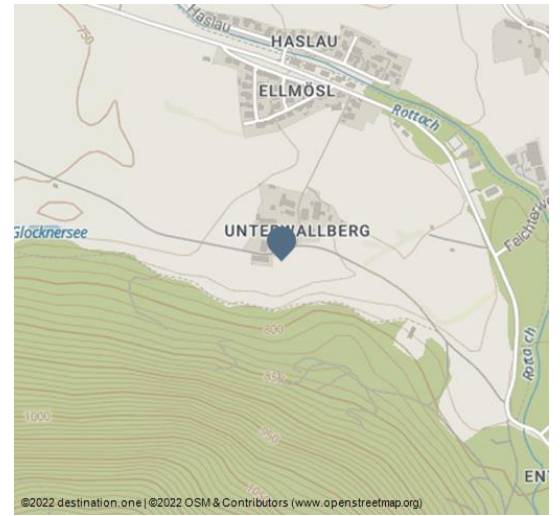 Haslau
750
HASLAU
ELLMÖSL
Rottach
UNTERWALLBERG
Glocknersee
Rottach
800
850
1000
950
©2022 destination.one | ©2022 OSM & Contributors (www.openstreetmap.org)